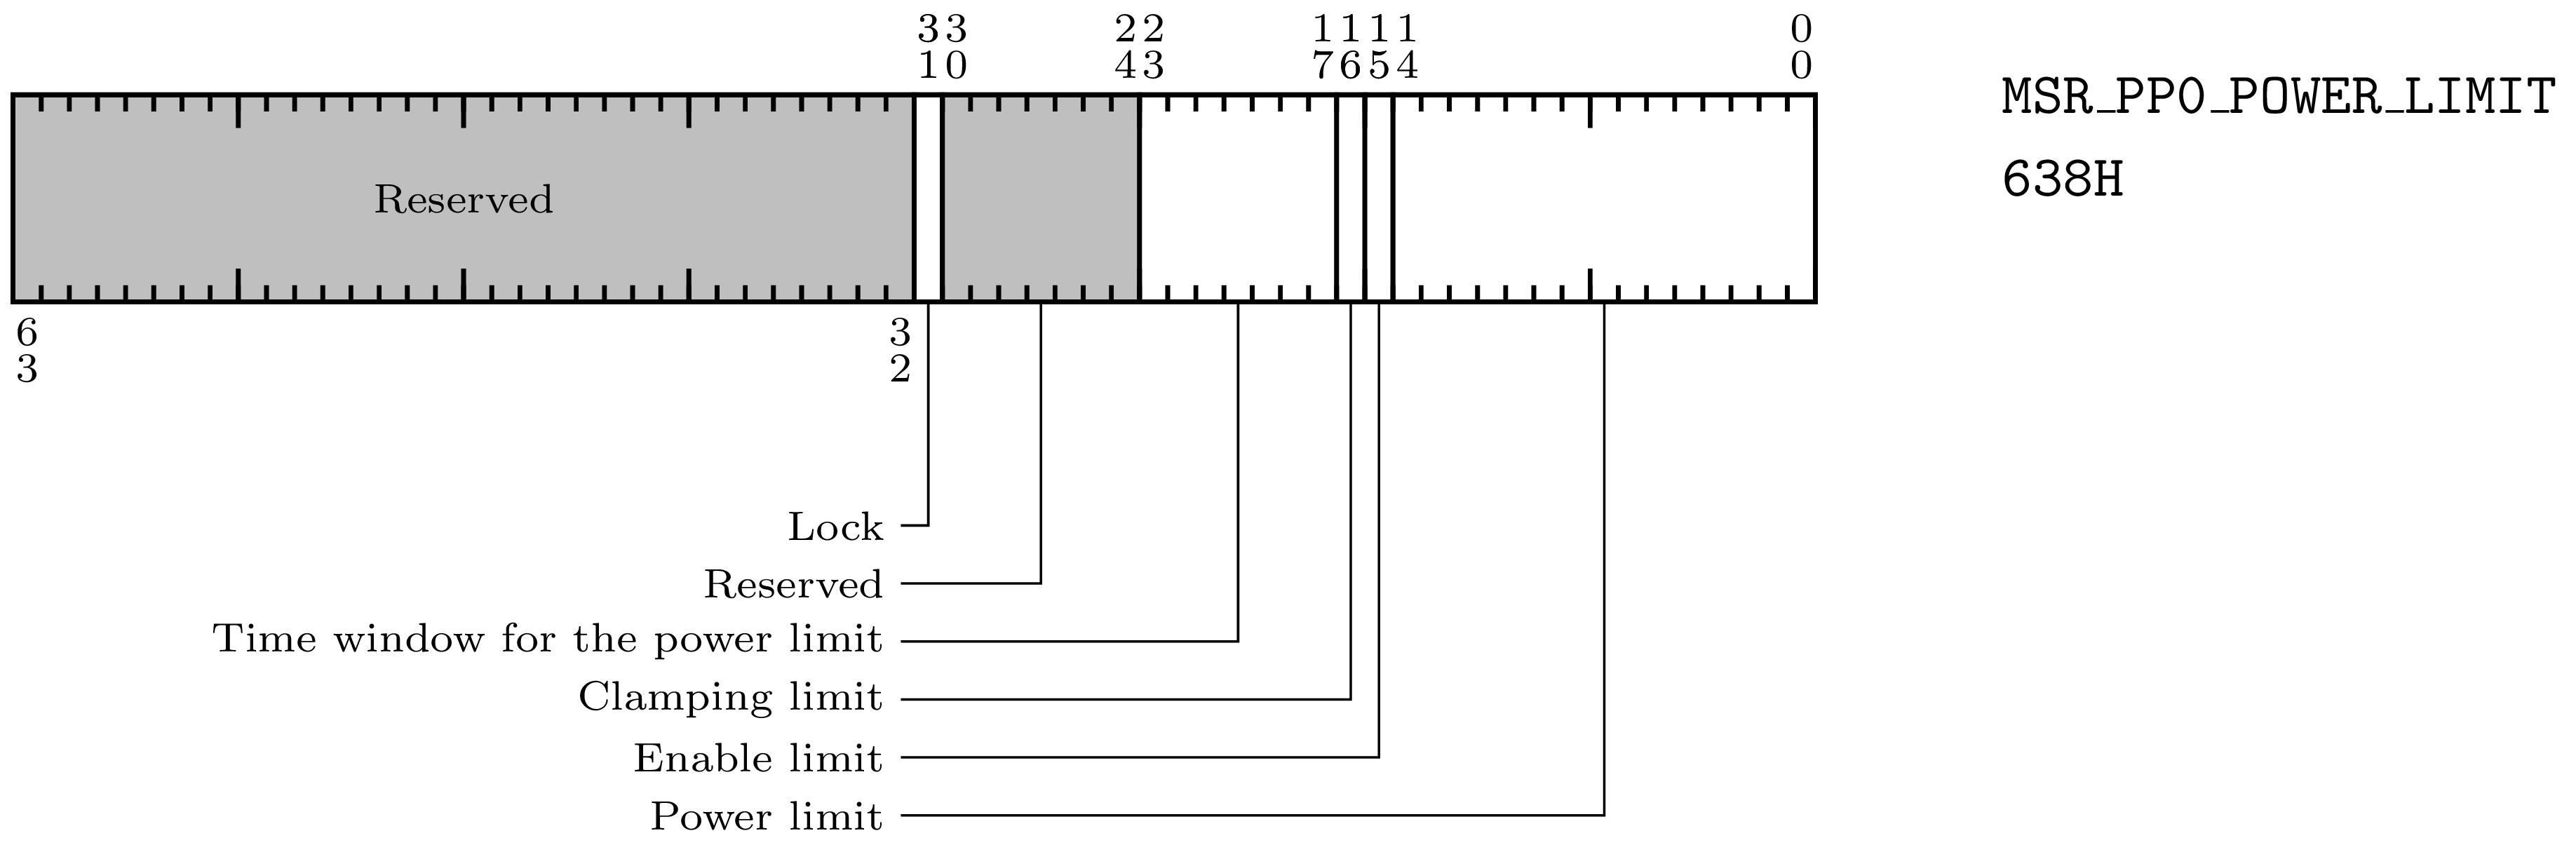 33 22 1111 0
10 43 7654 0
MSR_PP0_POWER_LIMIT
638H
Reserved
6 3
3 2
Lock
Reserved
Time window for the power limit
Clamping limit
Enable limit
Power limit